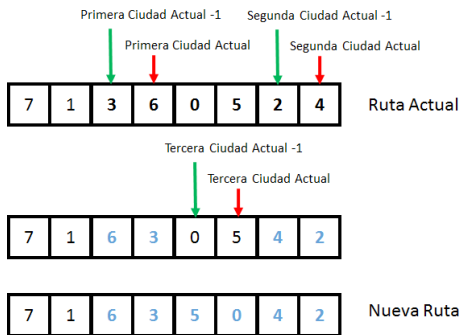 Primera Ciudad Actual -1 Segunda Ciudad Actual -1
Primera Ciudad Actual Segunda Ciudad Actual
7 1 3 6 0 5 2 4 Ruta Actual
Tercera Ciudad Actual -1
Tercera Ciudad Actual
7 1 6 3 0 5 4 2
7 1 6 3 5 0 4 2 Nueva Ruta